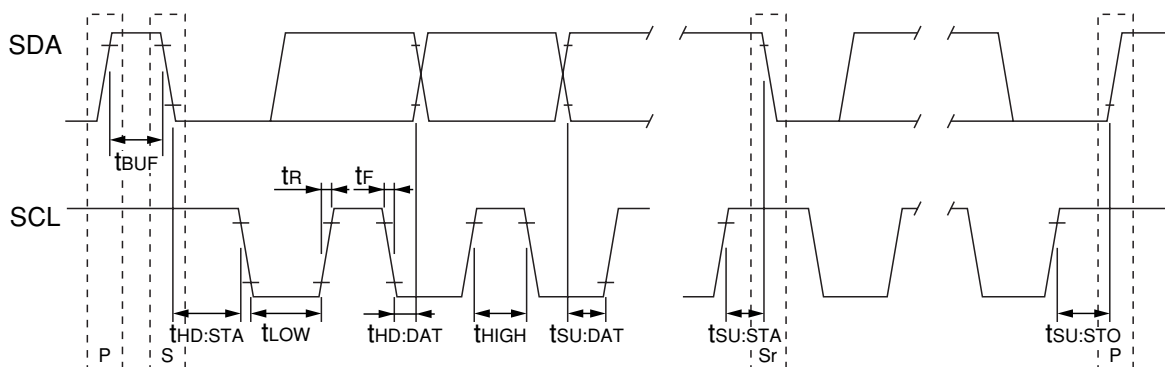 SDA
tBUF
tR
tF
SCL
tHD:STA
tLOW
tHD:DAT
tHIGH
tSU:DAT
tSU:STA
tSU:STO
P
S
Sr
P